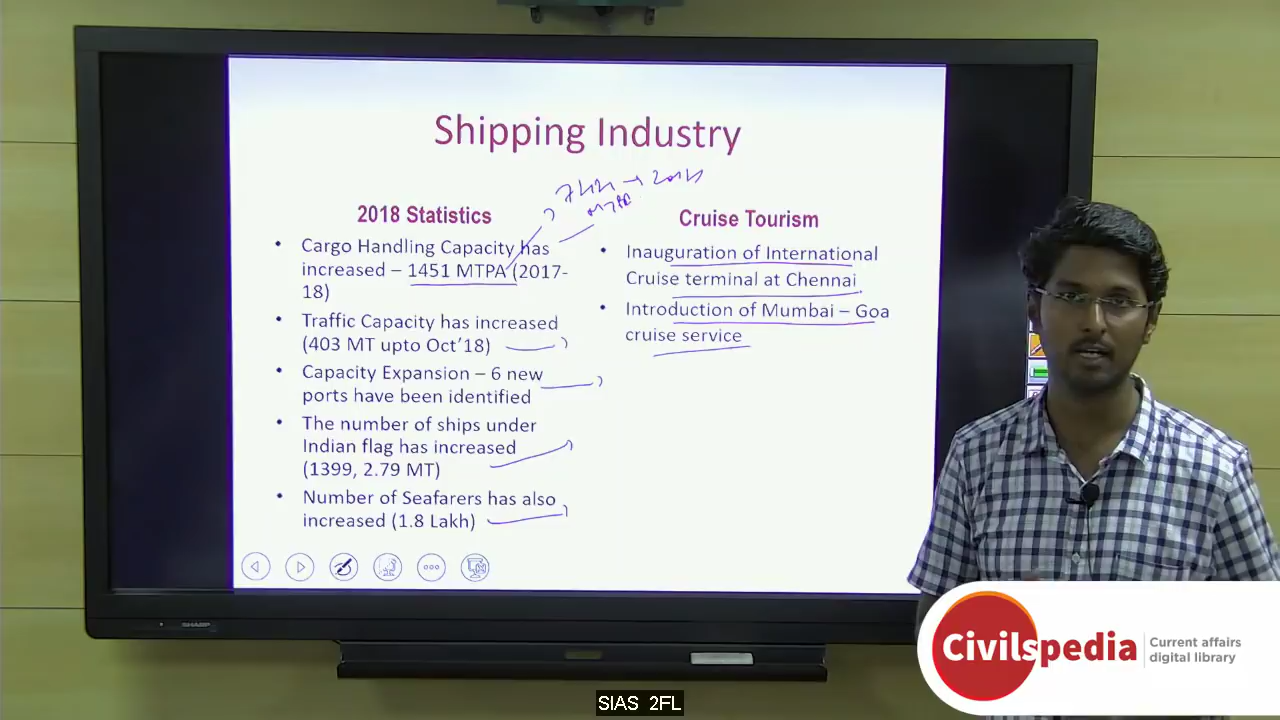 Shipping Industry
2018 Statistics
• Cargo Handling Capacity has
increased – 1451 MTPA (2017-
18)
• Traffic Capacity has increased
(403 MT upto Oct'18)
• Capacity Expansion – 6 new
ports have been identified
• The number of ships under
Indian flag has increased
(1399, 2.79 MT)
• Number of Seafarers has also
increased (1.8 Lakh)
Cruise Tourism
• Inauguration of International
Cruise terminal at Chennai
• Introduction of Mumbai – Goa
cruise service
MTPA
SHARP
Civilspedia
Current affairs
digital library
SIAS 2FL